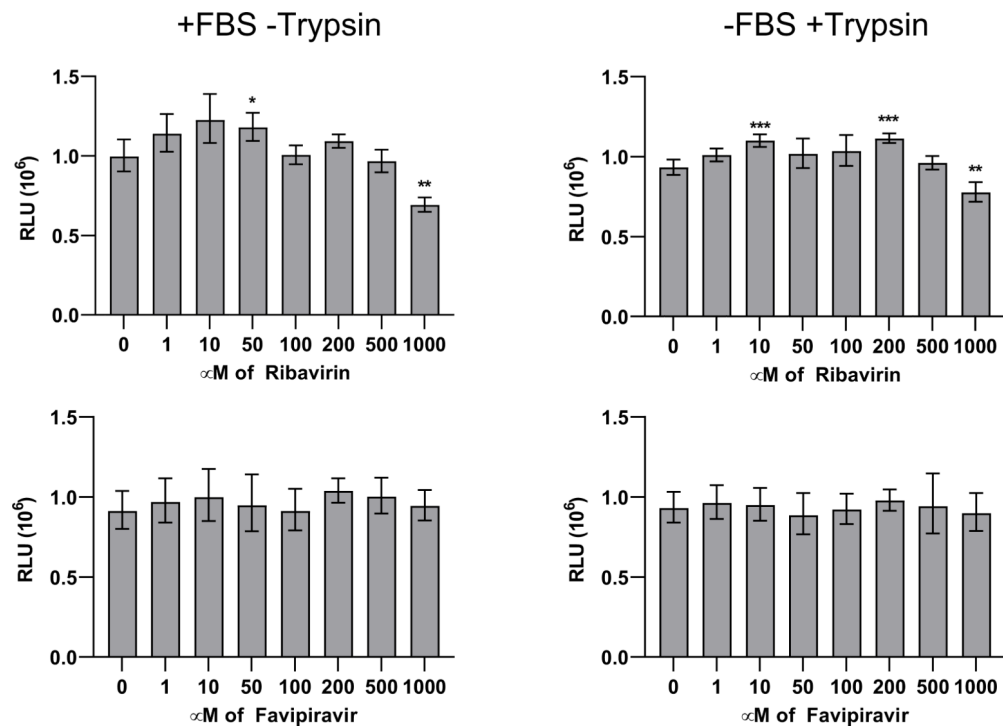 +FBS -Trypsin
-FBS +Trypsin
RLU (10⁶)
1.5
1.0
0.5
0.0
*
**
0 1 10 50 100 200 500 1000
∝M of Ribavirin
RLU (10⁶)
1.5
1.0
0.5
0.0
***
***
**
0 1 10 50 100 200 500 1000
∝M of Ribavirin
RLU (10⁶)
1.5
1.0
0.5
0.0
0 1 10 50 100 200 500 1000
∝M of Favipiravir
RLU (10⁶)
1.5
1.0
0.5
0.0
0 1 10 50 100 200 500 1000
∝M of Favipiravir